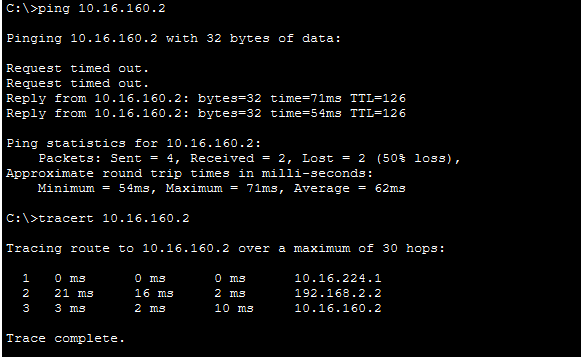 C:\>ping 10.16.160.2
Pinging 10.16.160.2 with 32 bytes of data:
Request timed out.
Request timed out.
Reply from 10.16.160.2: bytes=32 time=71ms TTL=126
Reply from 10.16.160.2: bytes=32 time=54ms TTL=126
Ping statistics for 10.16.160.2:
    Packets: Sent = 4, Received = 2, Lost = 2 (50% loss),
Approximate round trip times in milli-seconds:
    Minimum = 54ms, Maximum = 71ms, Average = 62ms
C:\>tracert 10.16.160.2
Tracing route to 10.16.160.2 over a maximum of 30 hops:
  1   0 ms      0 ms      0 ms      10.16.224.1
  2   21 ms     16 ms     2 ms      192.168.2.2
  3   3 ms      2 ms      10 ms     10.16.160.2
Trace complete.